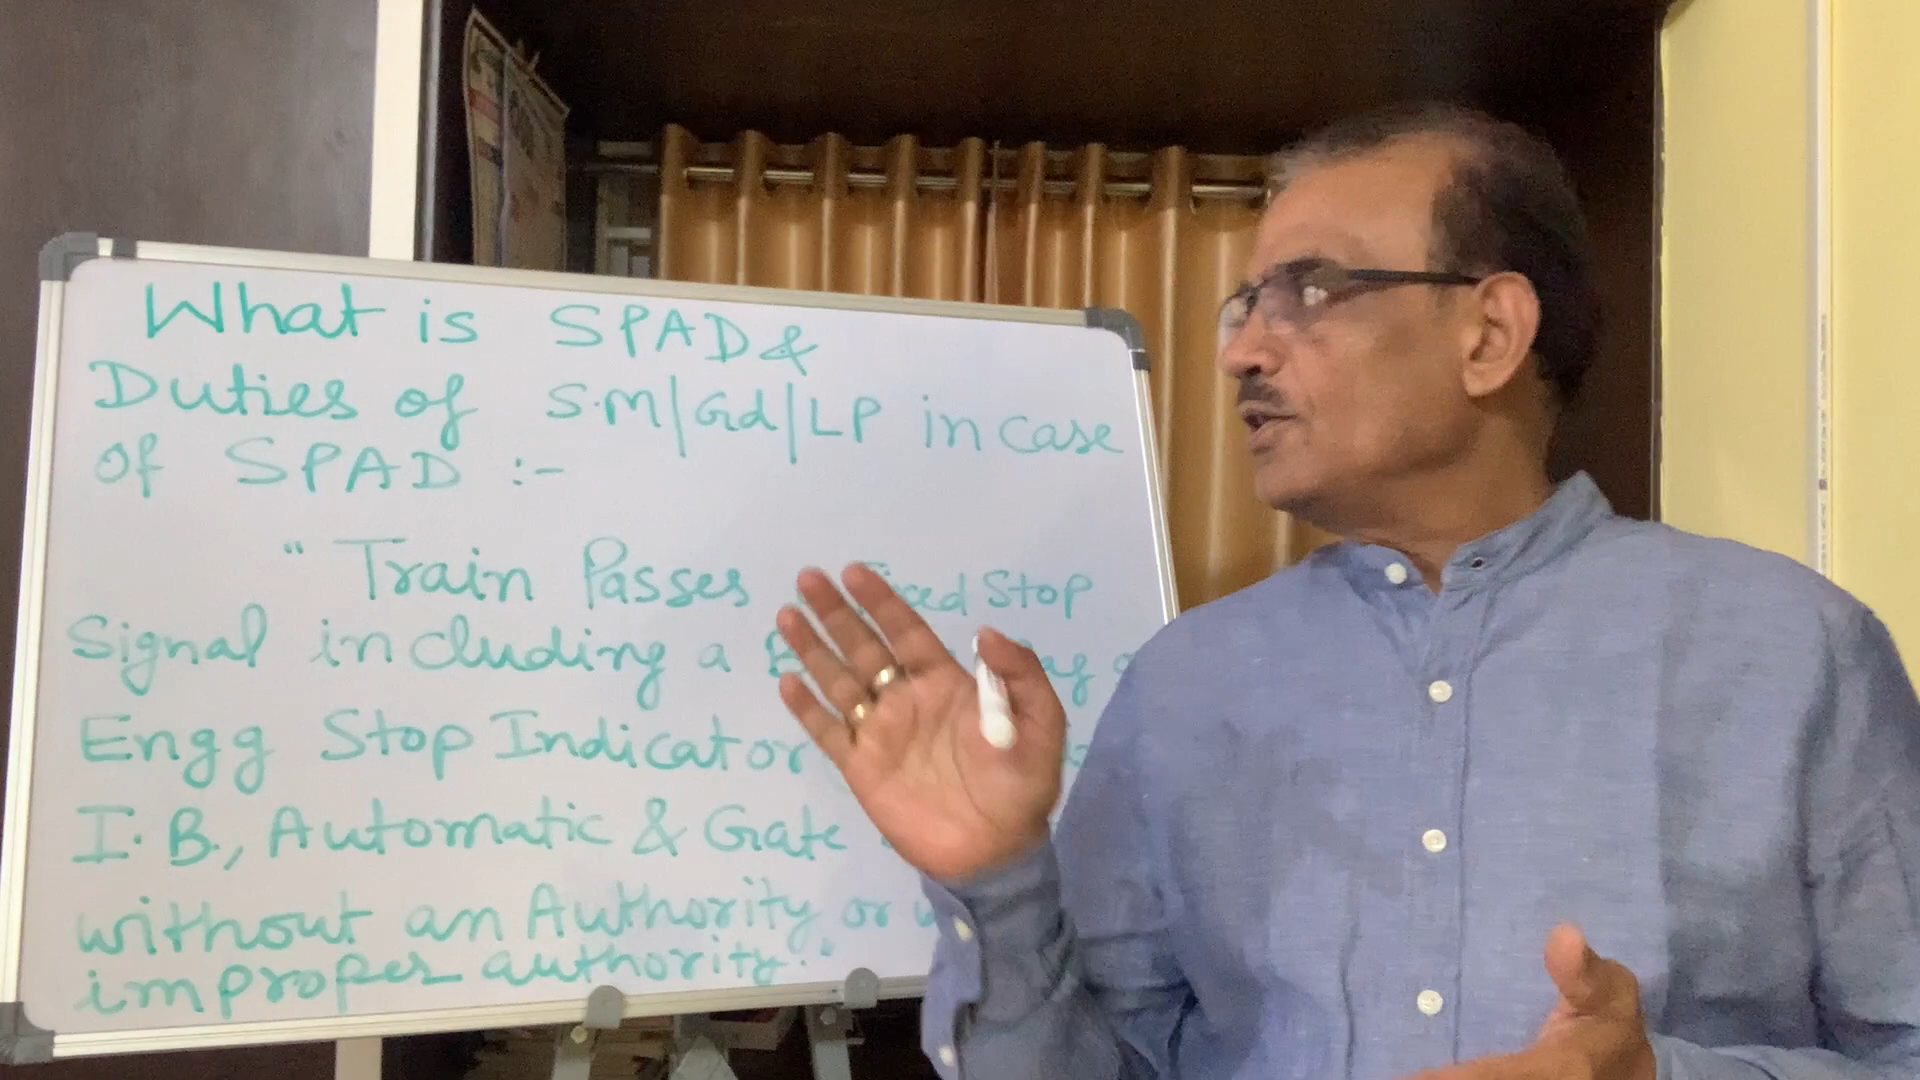 What is SPAD &
Duties of S.M/Gd/LP in case
of SPAD :-
"Train Passes Stop
Signal including a
Engg Stop Indicator
I.B., Automatic & Gate
without an Authority or
improper authority."